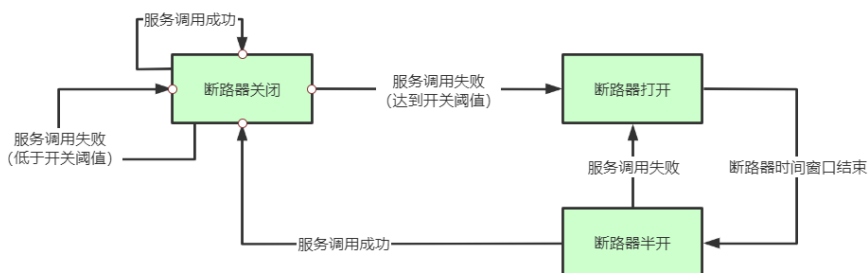 服务调用成功
断路器关闭
服务调用失败
（达到开关阈值）
断路器打开
服务调用失败
（低于开关阈值）
服务调用失败
断路器时间窗口结束
服务调用成功
断路器半开